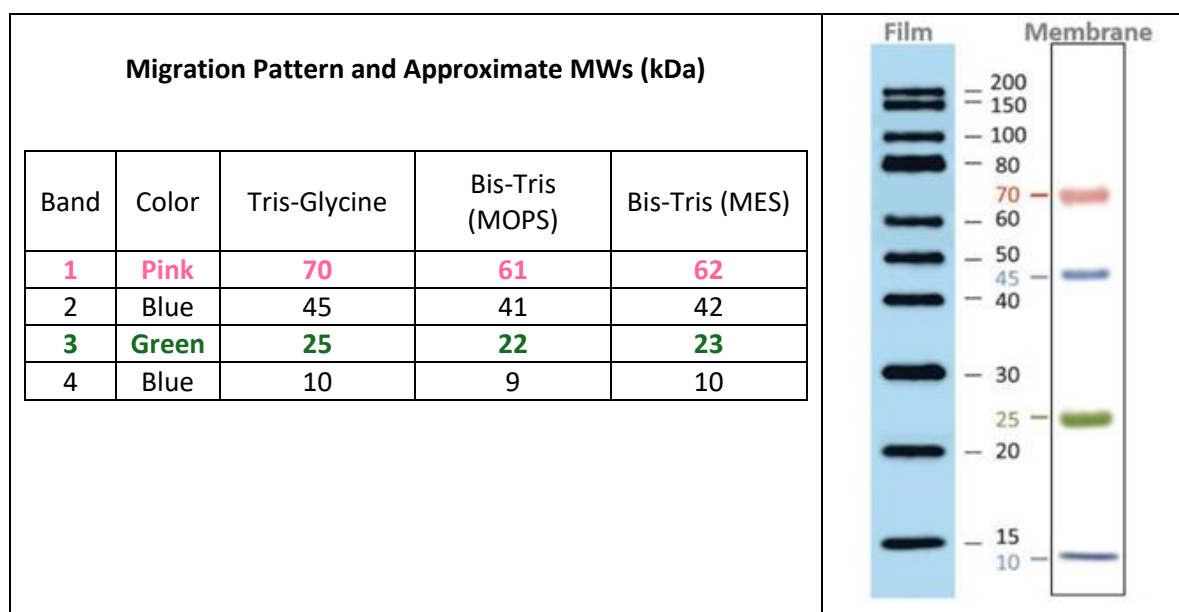 Migration Pattern and Approximate MWs (kDa)
Band Color Tris-Glycine Bis-Tris (MOPS) Bis-Tris (MES)
1 Pink 70 61 62
2 Blue 45 41 42
3 Green 25 22 23
4 Blue 10 9 10
Film Membrane
200
150
100
80
70
60
50
45
40
30
25
20
15
10